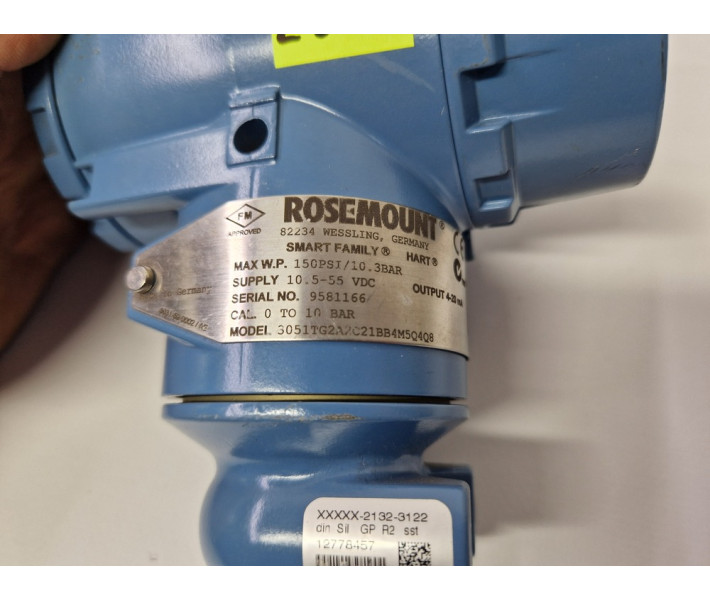 FM
APPROVED
ROSEMOUNT®
82234 WESSLING, GERMANY
SMART FAMILY® HART®
MAX W.P. 150PSI/10.3BAR
SUPPLY 10.5-55 VDC
OUTPUT 4-20 mA
SERIAL NO. 9581166
CAL. 0 TO 10 BAR
MODEL 3051TG2A2C21BB4M5Q4Q8
Germany
XXXXX-2132-3122
din Sil GP R2 sst
12778457